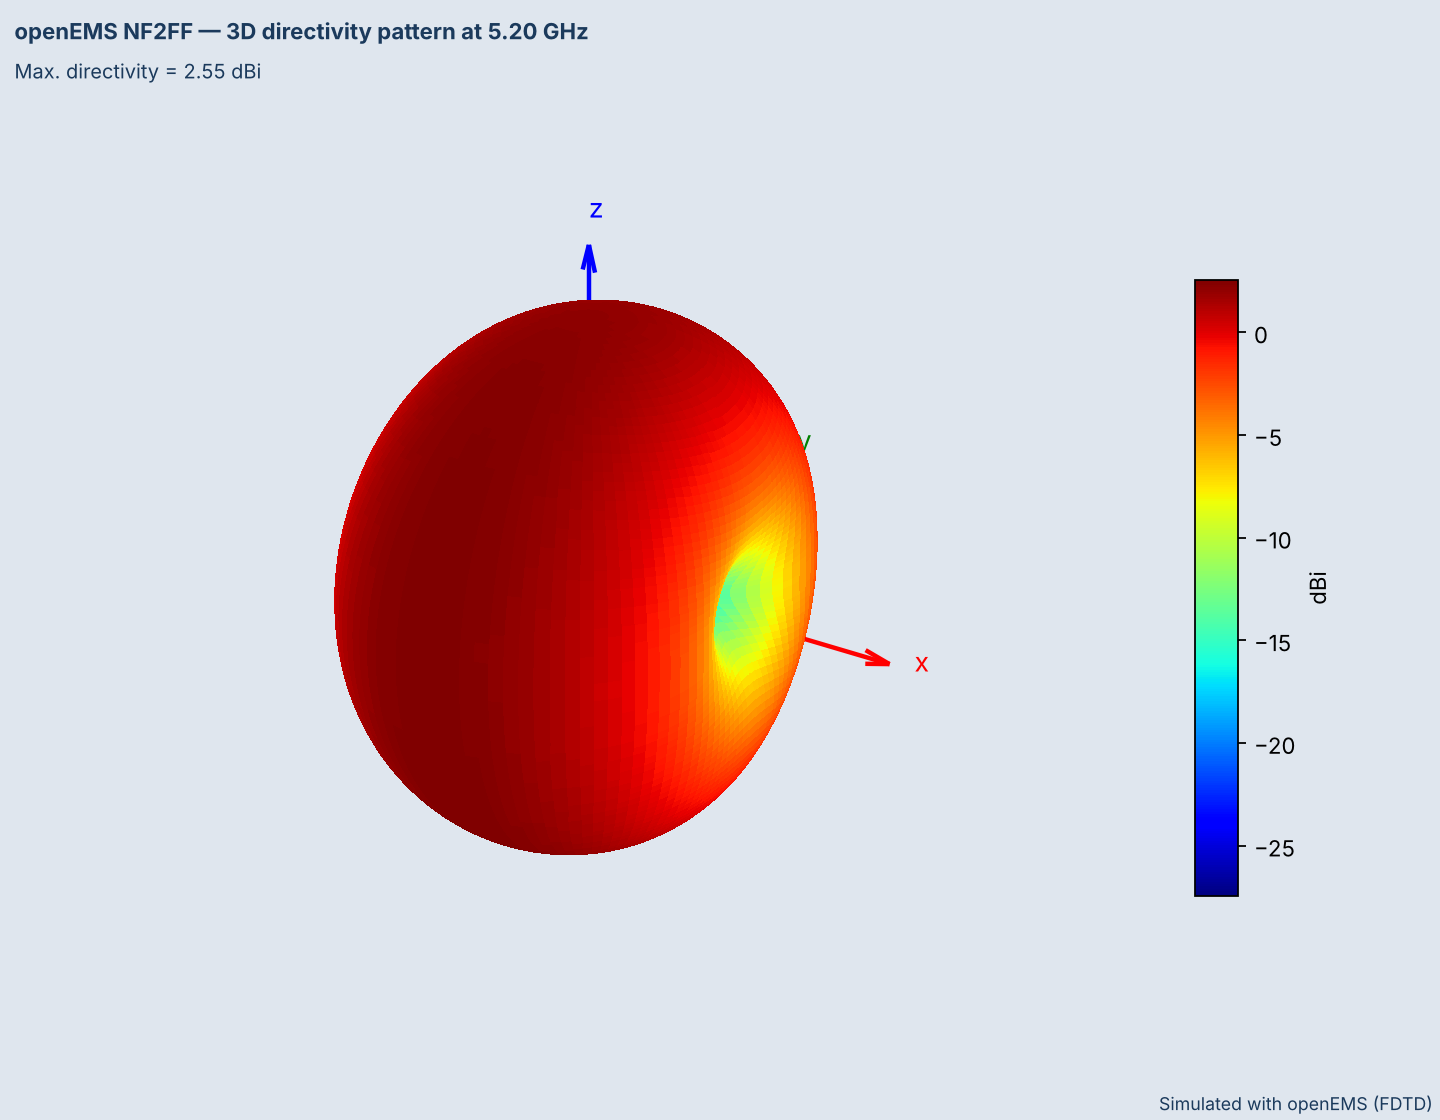 openEMS NF2FF — 3D directivity pattern at 5.20 GHz
Max. directivity = 2.55 dBi
z
x
0
−5
−10
−15
−20
−25
dBi
Simulated with openEMS (FDTD)